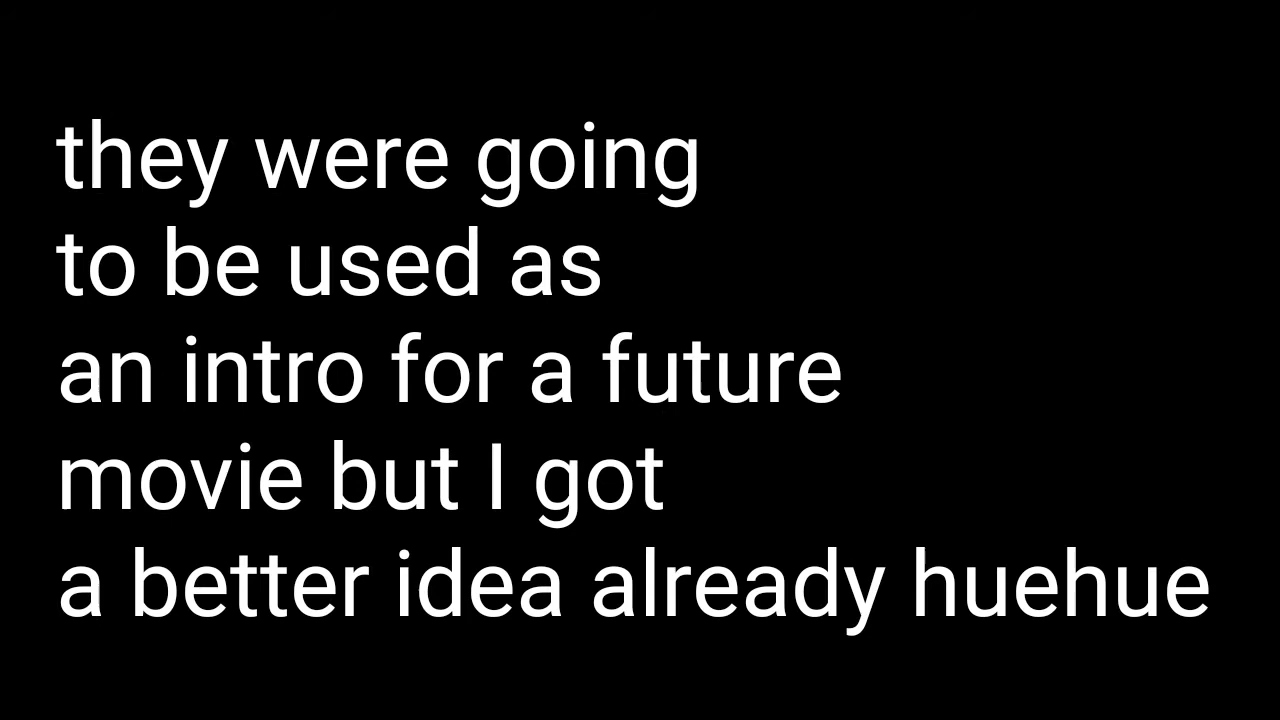 they were going
to be used as
an intro for a future
movie but I got
a better idea already huehue